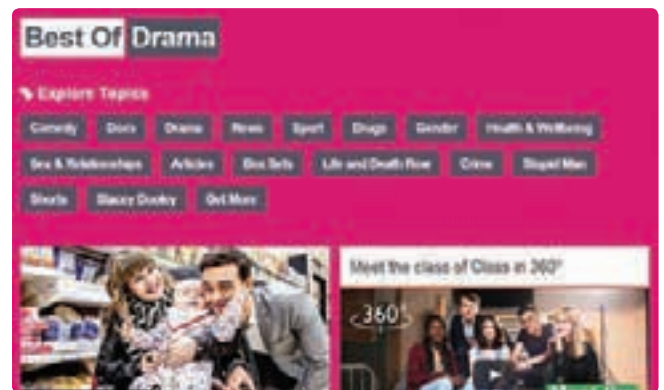 Best Of Drama
Explore Topics
Comedy Docs Drama News Sport Drugs Gender Health & Wellbeing
Sex & Relationships Articles Box Sets Life and Death Row Crime Stupid Man
Shorts Stacey Dooley Get More
Meet the class of Class in 360°
360°